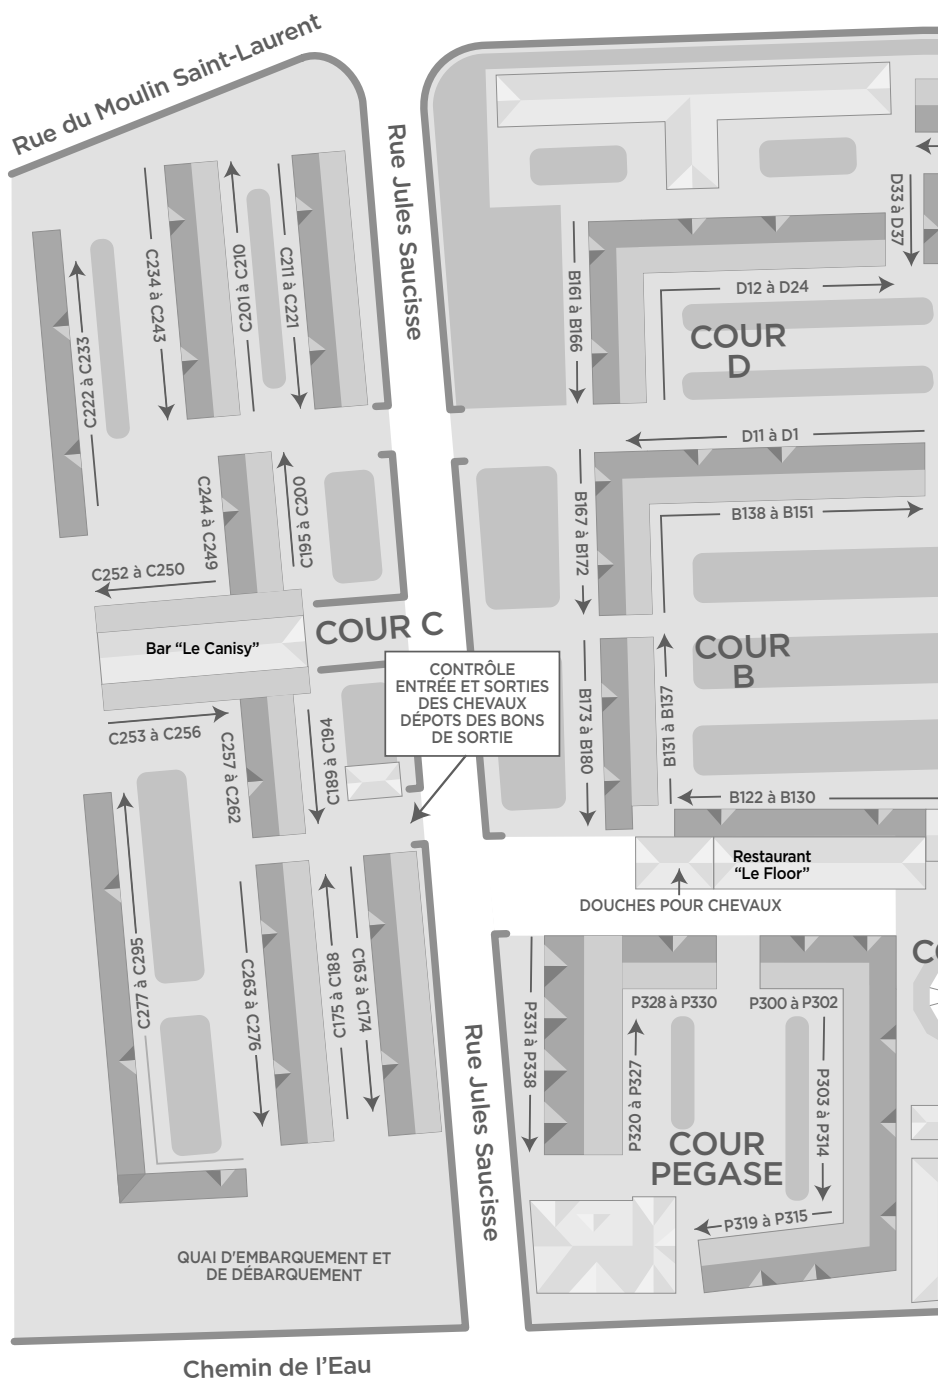 Rue du Moulin Saint-Laurent
Rue Jules Saucisse
D33 à D37
C234 à C243
C201 à C210
C211 à C221
B161 à B166
D12 à D24
COUR
D
C222 à C233
D11 à D1
C244 à C249
C195 à C200
B167 à B172
B138 à B151
C252 à C250
COUR C
Bar “Le Canisy”
COUR
B
CONTRÔLE
ENTRÉE ET SORTIES
DES CHEVAUX
DÉPOTS DES BONS
DE SORTIE
C253 à C256
C257 à C262
C189 à C194
B173 à B180
B131 à B137
B122 à B130
Restaurant
“Le Floor”
DOUCHES POUR CHEVAUX
C277 à C295
C263 à C276
C175 à C188
C163 à C174
P331 à P338
P328 à P330
P300 à P302
P320 à P327
P303 à P314
Rue Jules Saucisse
COUR
PEGASE
P319 à P315
QUAI D'EMBARQUEMENT ET
DE DÉBARQUEMENT
Chemin de l’Eau